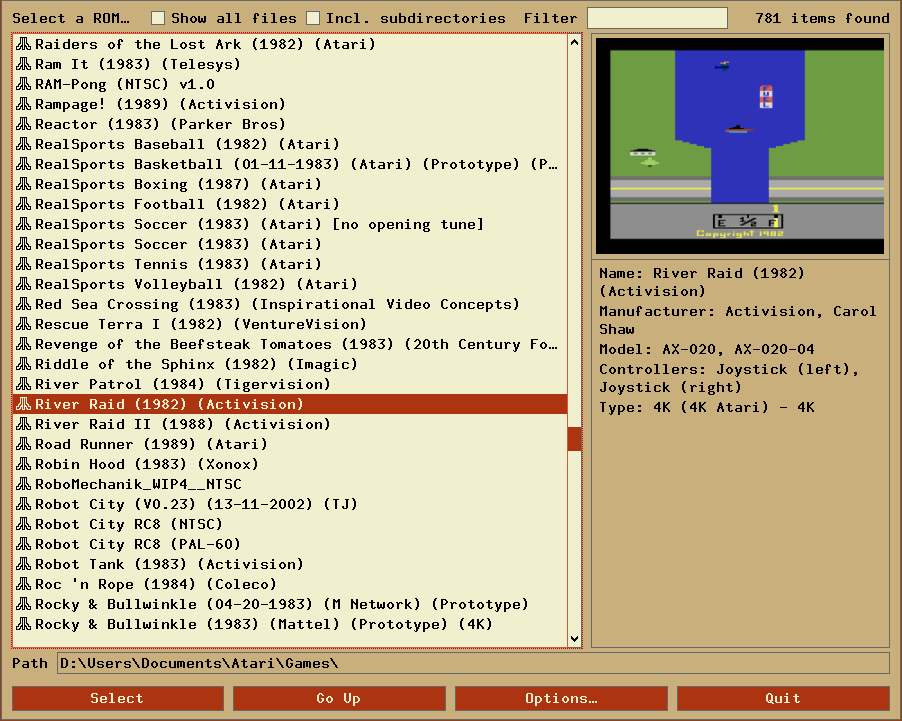 Select a ROM… Show all files Incl. subdirectories Filter 781 items found
Raiders of the Lost Ark (1982) (Atari)
Ram It (1983) (Telesys)
RAM-Pong (NTSC) v1.0
Rampage! (1989) (Activision)
Reactor (1983) (Parker Bros)
RealSports Baseball (1982) (Atari)
RealSports Basketball (01-11-1983) (Atari) (Prototype) (P…
RealSports Boxing (1987) (Atari)
RealSports Football (1982) (Atari)
RealSports Soccer (1983) (Atari) [no opening tune]
RealSports Soccer (1983) (Atari)
RealSports Tennis (1983) (Atari)
RealSports Volleyball (1982) (Atari)
Red Sea Crossing (1983) (Inspirational Video Concepts)
Rescue Terra I (1982) (VentureVision)
Revenge of the Beefsteak Tomatoes (1983) (20th Century Fo…
Riddle of the Sphinx (1982) (Imagic)
River Patrol (1984) (Tigervision)
River Raid (1982) (Activision)
River Raid II (1988) (Activision)
Road Runner (1989) (Atari)
Robin Hood (1983) (Xonox)
RoboMechanik_WIP4__NTSC
Robot City (V0.23) (13-11-2002) (TJ)
Robot City RC8 (NTSC)
Robot City RC8 (PAL-60)
Robot Tank (1983) (Activision)
Roc 'n Rope (1984) (Coleco)
Rocky & Bullwinkle (04-20-1983) (M Network) (Prototype)
Rocky & Bullwinkle (1983) (Mattel) (Prototype) (4K)
FUEL
1
E 1/2 F
Copyright 1982
Name: River Raid (1982)
(Activision)
Manufacturer: Activision, Carol
Shaw
Model: AX-020, AX-020-04
Controllers: Joystick (left),
Joystick (right)
Type: 4K (4K Atari) - 4K
Path D:\Users\Documents\Atari\Games\
Select Go Up Options… Quit